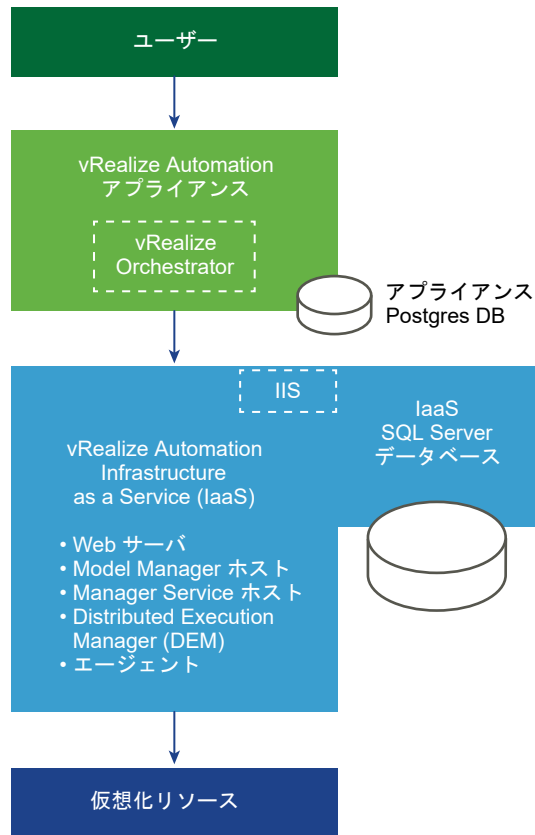 ユーザー
vRealize Automation
アプライアンス
vRealize
Orchestrator
アプライアンス
Postgres DB
IIS
IaaS
SQL Server
データベース
vRealize Automation
Infrastructure
as a Service (IaaS)
• Web サーバ
• Model Manager ホスト
• Manager Service ホスト
• Distributed Execution
Manager (DEM)
• エージェント
仮想化リソース